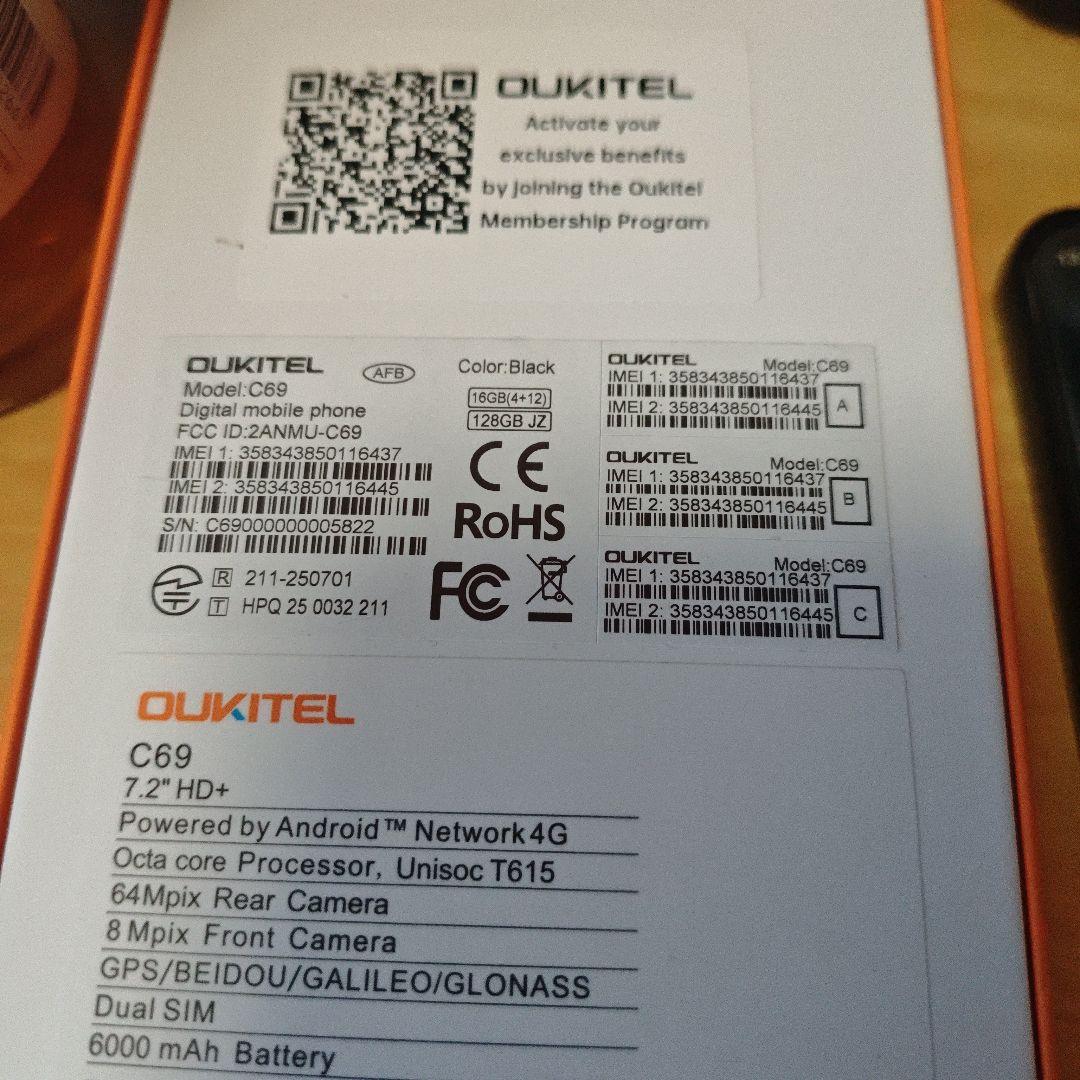 OUKITEL
Activate your
exclusive benefits
by joining the Oukitel
Membership Program
OUKITEL
AFB
Model:C69
Digital mobile phone
FCC ID:2ANMU-C69
IMEI 1: 358343850116437
IMEI 2: 358343850116445
S/N: C69000000005822
R 211-250701
T HPQ 25 0032 211
Color:Black
16GB(4+12)
128GB JZ
CE
RoHS
FC
OUKITEL Model:C69
IMEI 1: 358343850116437
IMEI 2: 358343850116445
A
OUKITEL Model:C69
IMEI 1: 358343850116437
IMEI 2: 358343850116445
B
OUKITEL Model:C69
IMEI 1: 358343850116437
IMEI 2: 358343850116445
C
OUKITEL
C69
7.2" HD+
Powered by Android™ Network 4G
Octa core Processor, Unisoc T615
64Mpix Rear Camera
8 Mpix Front Camera
GPS/BEIDOU/GALILEO/GLONASS
Dual SIM
6000 mAh Battery